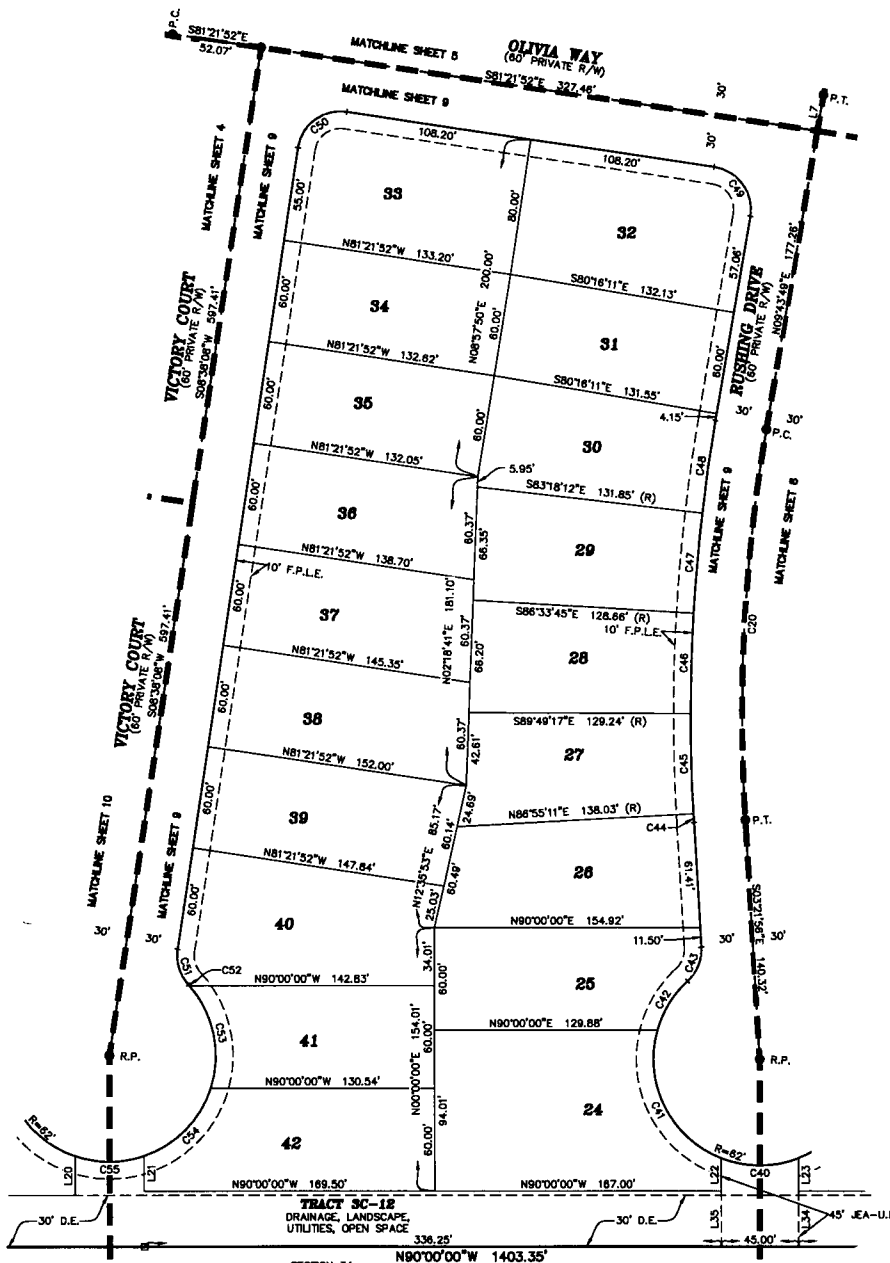 P.C.
S81°21'52"E
52.07'
MATCHLINE SHEET 5
OLIVIA WAY
(60' PRIVATE R/W)
S81°21'52"E 327.46'
30'
P.T.
L7
MATCHLINE SHEET 9
30'
MATCHLINE SHEET 4
MATCHLINE SHEET 9
C50
108.20'
108.20'
C49
33
32
55.00'
80.00'
57.06'
N09°43'49"E 177.26'
RUSHING DRIVE
(60' PRIVATE R/W)
N81°21'52"W 133.20'
S80°16'11"E 132.13'
N08°57'50"E 200.00'
34
31
60.00'
60.00'
60.00'
VICTORY COURT
(60' PRIVATE R/W)
S08°38'08"W 597.41'
N81°21'52"W 132.62'
S80°16'11"E 131.55'
4.15'
30'
30'
P.C.
35
30
60.00'
60.00'
C48
N81°21'52"W 132.05'
5.95'
S83°18'12"E 131.85' (R)
MATCHLINE SHEET 9
MATCHLINE SHEET 8
36
29
60.00'
60.37'
66.35'
C47
N81°21'52"W 138.70'
10' F.P.L.E.
N02°18'41"E 181.10'
S86°33'45"E 128.66' (R)
10' F.P.L.E.
C20
37
28
60.00'
60.37'
66.20'
C46
VICTORY COURT
(60' PRIVATE R/W)
S08°38'08"W 597.41'
N81°21'52"W 145.35'
S89°49'17"E 129.24' (R)
38
27
60.00'
60.37'
42.61'
C45
N81°21'52"W 152.00'
N86°55'11"E 138.03' (R)
C44
P.T.
MATCHLINE SHEET 10
MATCHLINE SHEET 9
39
26
60.00'
N12°35'53"E 85.17'
24.69'
60.14'
60.49'
61.41'
N81°21'52"W 147.84'
25.03'
N90°00'00"E 154.92'
11.50'
S03°21'58"E 140.32'
30'
30'
30'
30'
40
25
C51
C52
34.01'
60.00'
C43
C42
N90°00'00"W 142.83'
N90°00'00"E 129.88'
C53
41
N00°00'00"E 154.01'
60.00'
R.P.
R.P.
N90°00'00"W 130.54'
24
C54
42
60.00'
94.01'
C41
R=62'
R=62'
L20
C55
L21
L22
C40
L23
N90°00'00"W 169.50'
N90°00'00"W 167.00'
30' D.E.
TRACT 3C-12
DRAINAGE, LANDSCAPE,
UTILITIES, OPEN SPACE
30' D.E.
L35
L34
45' JEA-U.
336.25'
45.00'
N90°00'00"W 1403.35'